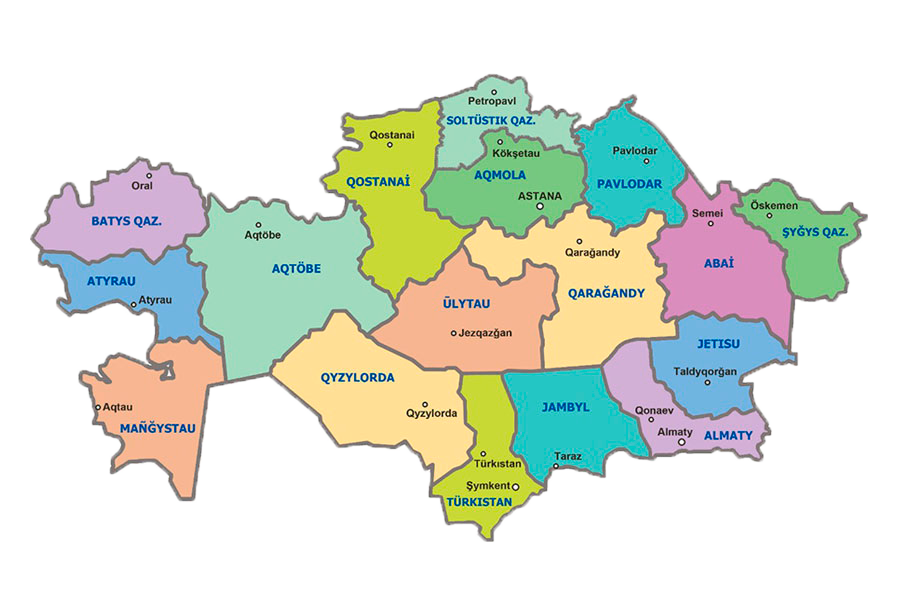 Petropavl
SOLTÜSTIK QAZ.
Qostanai
Kökşetau
Pavlodar
QOSTANAİ
AQMOLA
PAVLODAR
Oral
ASTANA
Semei
Öskemen
BATYS QAZ.
Aqtöbe
ŞYĞYS QAZ.
Qarağandy
AQTÖBE
ABAİ
ATYRAU
Atyrau
ŪLYTAU
QARAĞANDY
Jezqazğan
JETISU
QYZYLORDA
Taldyqorğan
Aqtau
Qyzylorda
JAMBYL
Qonaev
MAÑĞYSTAU
Almaty
ALMATY
Türkıstan
Taraz
Şymkent
TÜRKISTAN